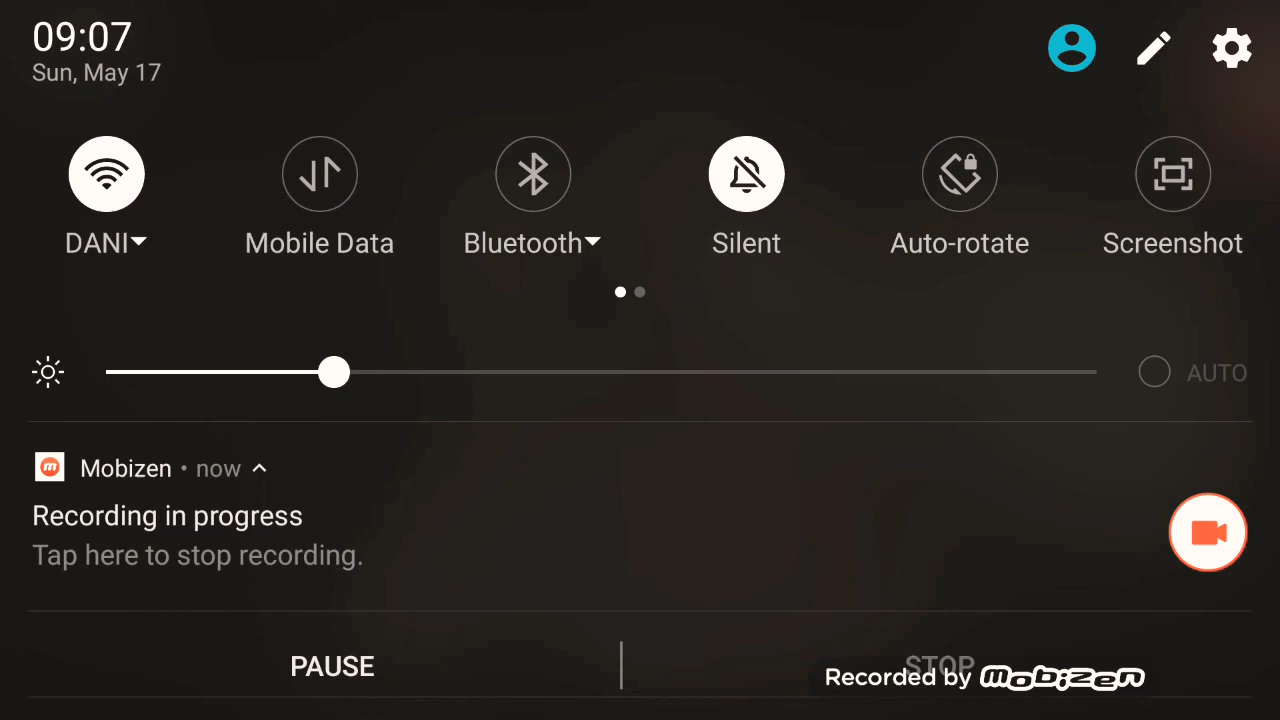 09:07
Sun, May 17
DANI
Mobile Data
Bluetooth
Silent
Auto-rotate
Screenshot
AUTO
Mobizen • now
Recording in progress
Tap here to stop recording.
PAUSE
STOP
Recorded by mobizen